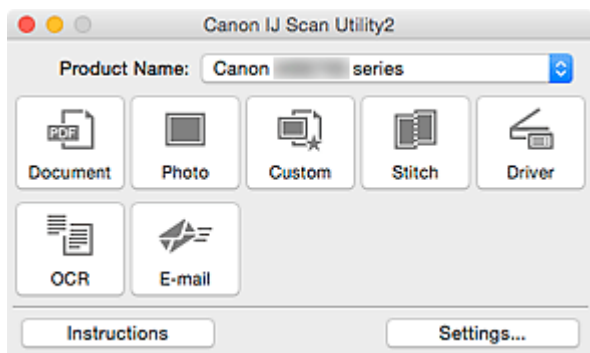 Canon IJ Scan Utility2
Product Name: Canon series
PDF
Document Photo Custom Stitch Driver
OCR E-mail
Instructions Settings...